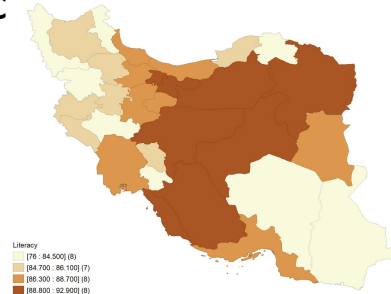 Literacy
[76 : 84.500] (8)
[84.700 : 86.100] (7)
[86.300 : 88.700] (8)
[88.800 : 92.900] (8)